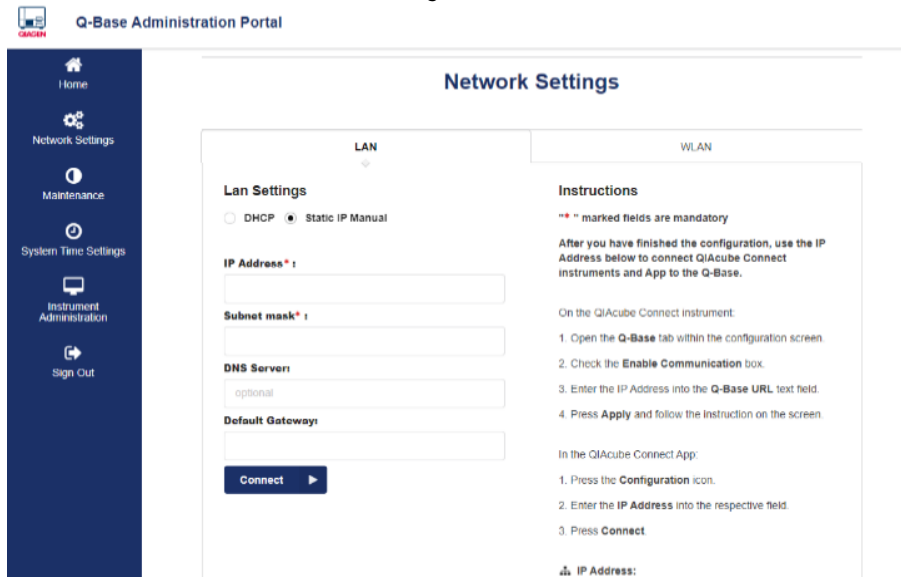 QIAGEN
Q-Base Administration Portal
Home
Network Settings
Maintenance
System Time Settings
Instrument
Administration
Sign Out
Network Settings
LAN
WLAN
Lan Settings
DHCP Static IP Manual
IP Address* :
Subnet mask* :
DNS Server:
optional
Default Gateway:
Connect
Instructions
"* " marked fields are mandatory
After you have finished the configuration, use the IP
Address below to connect QIAcube Connect
instruments and App to the Q-Base.
On the QIAcube Connect instrument:
1. Open the Q-Base tab within the configuration screen.
2. Check the Enable Communication box.
3. Enter the IP Address into the Q-Base URL text field.
4. Press Apply and follow the instruction on the screen.
In the QIAcube Connect App:
1. Press the Configuration icon.
2. Enter the IP Address into the respective field.
3. Press Connect.
IP Address: